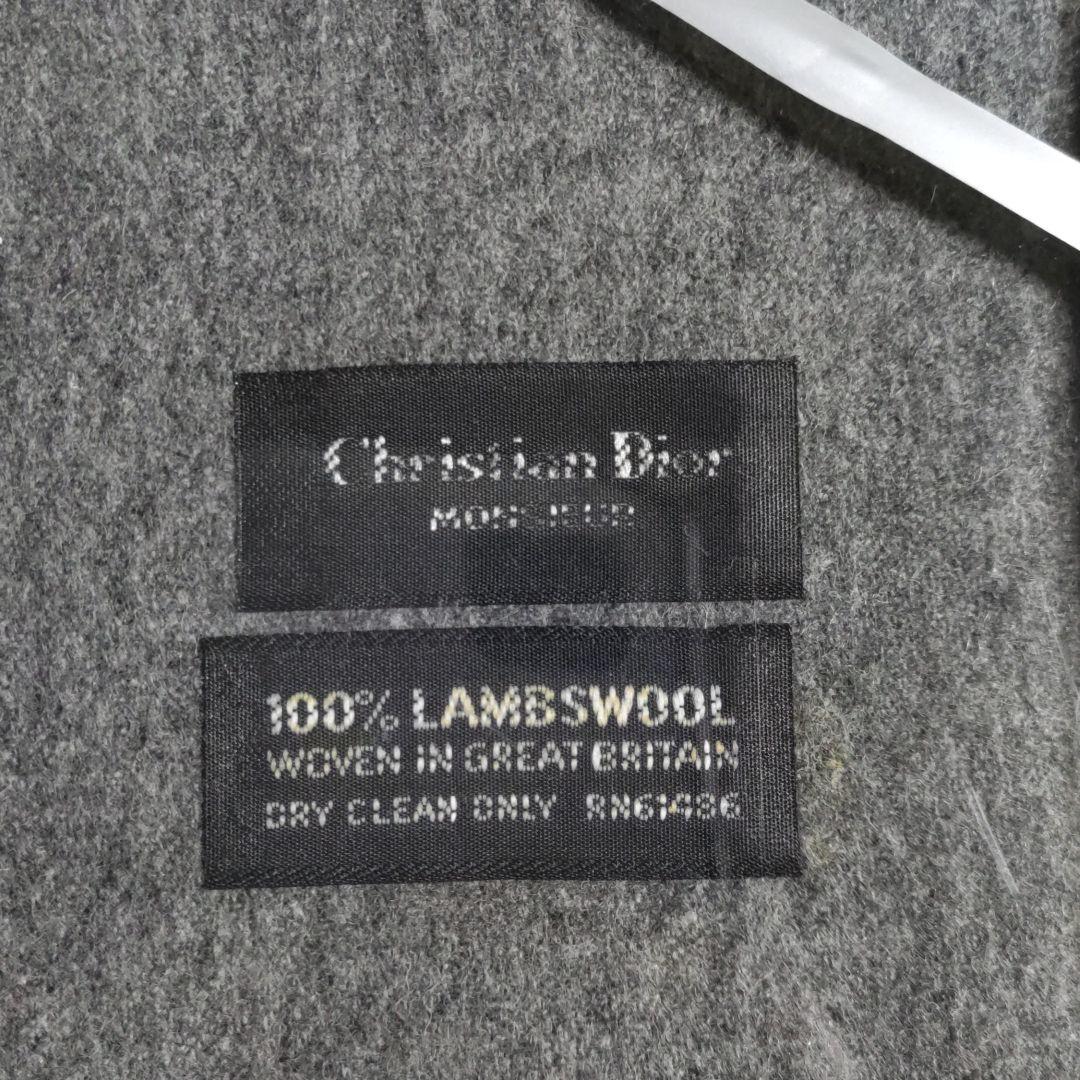 Christian Dior
MONSIEUR
100% LAMBSWOOL
WOVEN IN GREAT BRITAIN
DRY CLEAN ONLY RN61486